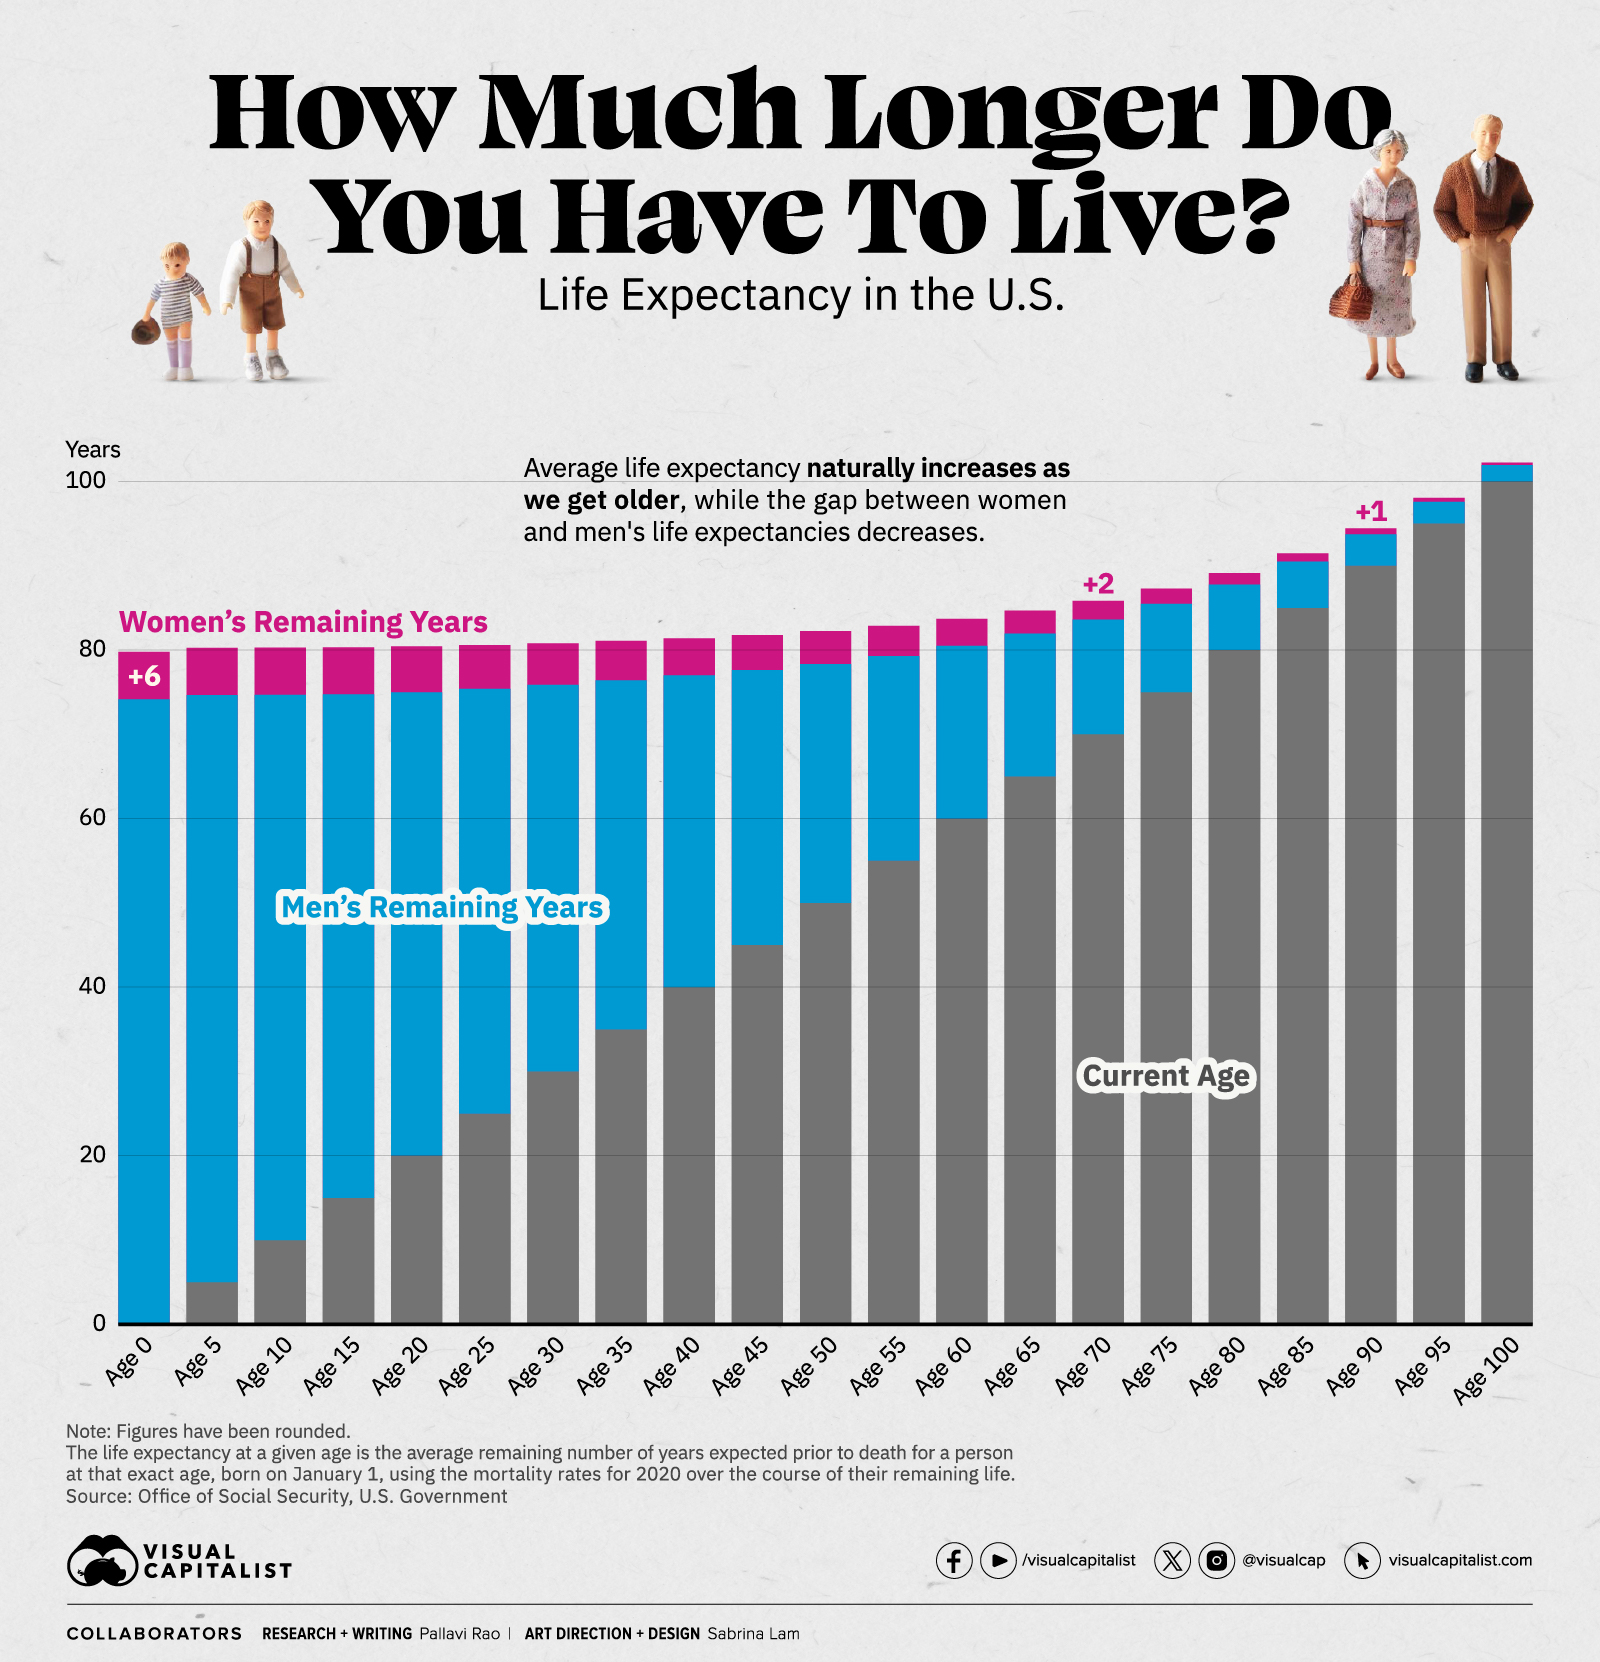 How Much Longer Do
You Have To Live?
Life Expectancy in the U.S.
Years
100
80
60
40
20
0
Average life expectancy naturally increases as
we get older, while the gap between women
and men's life expectancies decreases.
Women’s Remaining Years
+6
+2
+1
Men’s Remaining Years
Current Age
Age 0
Age 5
Age 10
Age 15
Age 20
Age 25
Age 30
Age 35
Age 40
Age 45
Age 50
Age 55
Age 60
Age 65
Age 70
Age 75
Age 80
Age 85
Age 90
Age 95
Age 100
Note: Figures have been rounded.
The life expectancy at a given age is the average remaining number of years expected prior to death for a person
at that exact age, born on January 1, using the mortality rates for 2020 over the course of their remaining life.
Source: Office of Social Security, U.S. Government
VISUAL
CAPITALIST
/visualcapitalist
@visualcap
visualcapitalist.com
COLLABORATORS RESEARCH + WRITING Pallavi Rao | ART DIRECTION + DESIGN Sabrina Lam